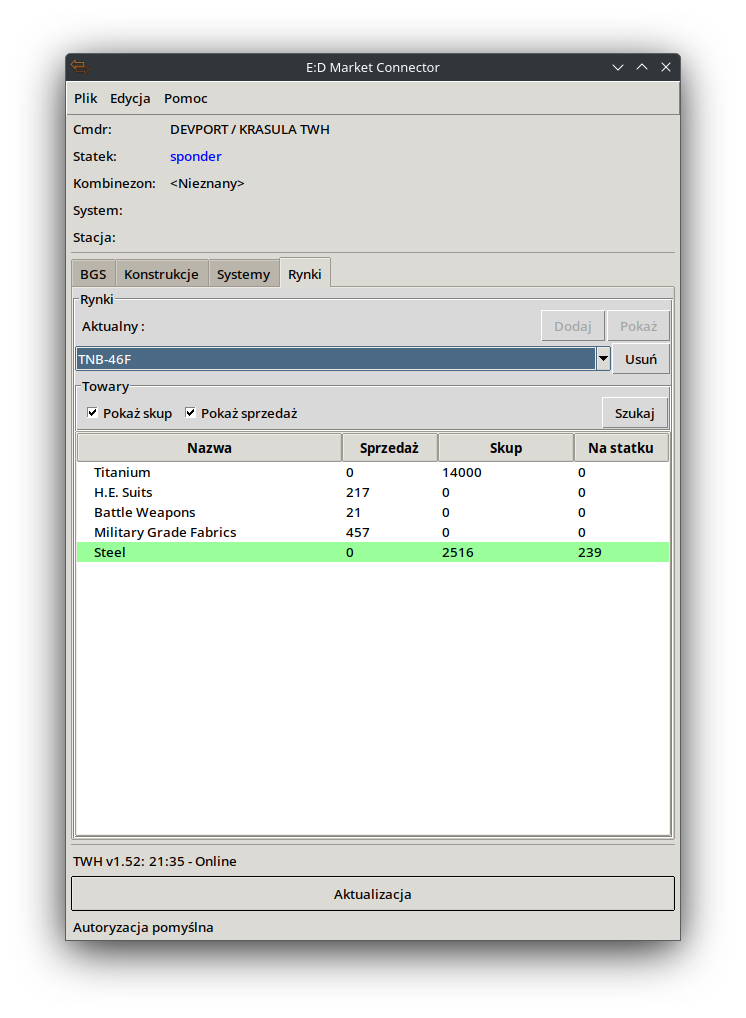 E:D Market Connector
Plik Edycja Pomoc
Cmdr: DEVPORT / KRASULA TWH
Statek: sponder
Kombinezon: <Nieznany>
System:
Stacja:
BGS Konstrukcje Systemy Rynki
Rynki
Aktualny : Dodaj Pokaż
TNB-46F Usuń
Towary
Pokaż skup Pokaż sprzedaż Szukaj
Nazwa Sprzedaż Skup Na statku
Titanium 0 14000 0
H.E. Suits 217 0 0
Battle Weapons 21 0 0
Military Grade Fabrics 457 0 0
Steel 0 2516 239
TWH v1.52: 21:35 - Online
Aktualizacja
Autoryzacja pomyślna